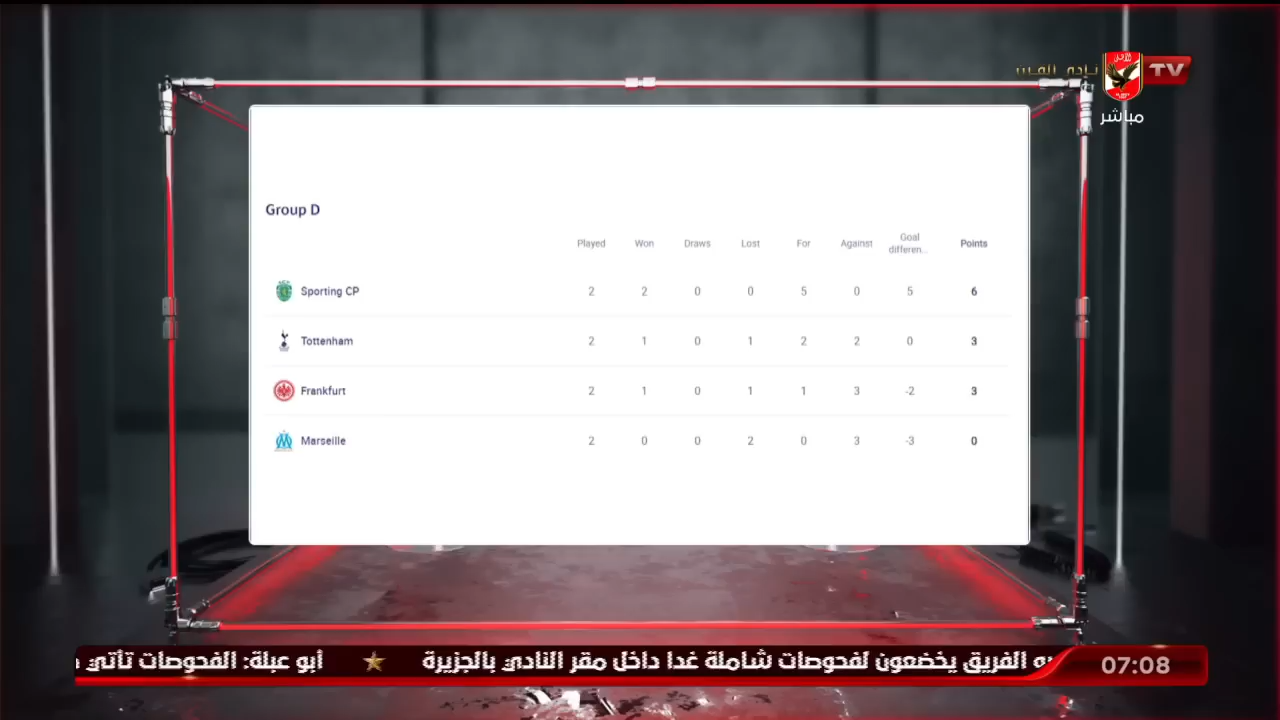 نادي القرن
TV
مباشر
Group D
Played Won Draws Lost For Against Goal differen... Points
Sporting CP 2 2 0 0 5 0 5 6
Tottenham 2 1 0 1 2 2 0 3
Frankfurt 2 1 0 1 1 3 -2 3
Marseille 2 0 0 2 0 3 -3 0
الفريق يخضعون لفحوصات شاملة غدا داخل مقر النادي بالجزيرة ★ أبو عبلة: الفحوصات تأتي
07:08